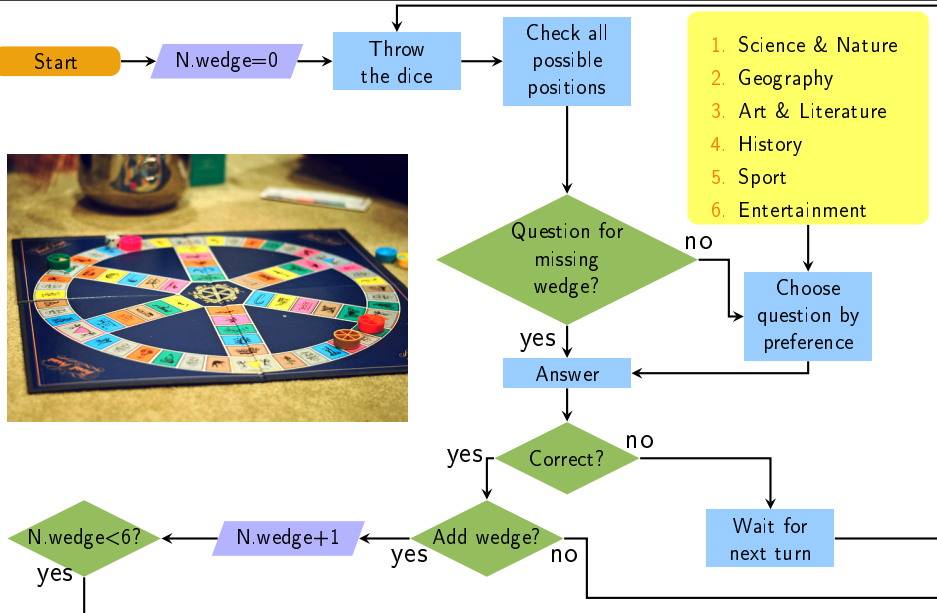 Start
N.wedge=0
Throw
the dice
Check all
possible
positions
1. Science & Nature
2. Geography
3. Art & Literature
4. History
5. Sport
6. Entertainment
Question for
missing
wedge?
no
yes
Choose
question by
preference
Answer
Correct?
yes
no
N.wedge<6?
yes
N.wedge+1
Add wedge?
yes
no
Wait for
next turn